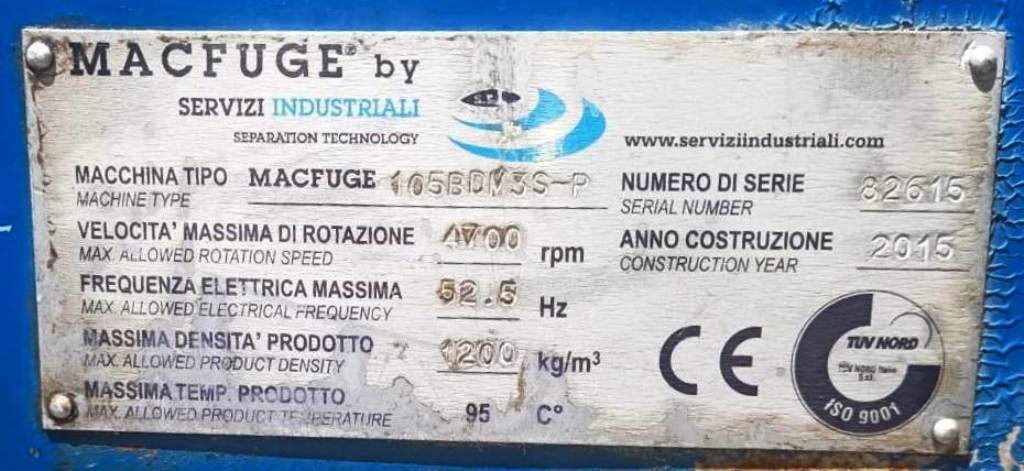 MACFUGE® by
SERVIZI INDUSTRIALI
SEPARATION TECHNOLOGY
www.serviziindustriali.com
MACCHINA TIPO MACFUGE 105BDM3S-P
MACHINE TYPE
NUMERO DI SERIE 82615
SERIAL NUMBER
VELOCITA' MASSIMA DI ROTAZIONE 4700 rpm
MAX. ALLOWED ROTATION SPEED
ANNO COSTRUZIONE 2015
CONSTRUCTION YEAR
FREQUENZA ELETTRICA MASSIMA 52.5 Hz
MAX. ALLOWED ELECTRICAL FREQUENCY
MASSIMA DENSITA' PRODOTTO 1200 kg/m³
MAX. ALLOWED PRODUCT DENSITY
MASSIMA TEMP. PRODOTTO 95 C°
MAX. ALLOWED PRODUCT TEMPERATURE
CE
TUV NORD
ISO 9001